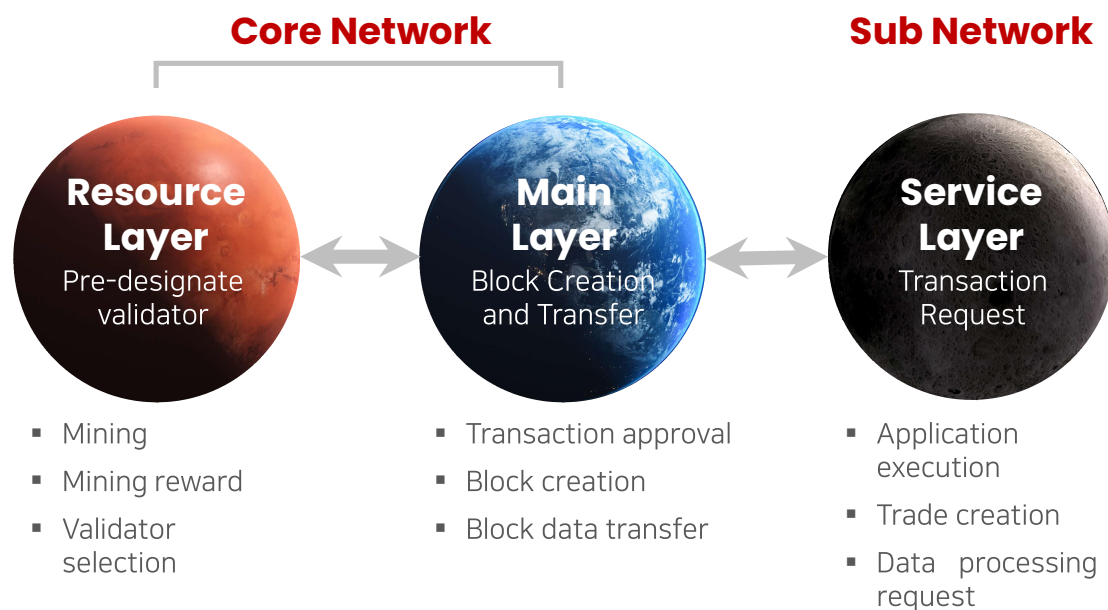 Core Network
Sub Network
Resource
Layer
Pre-designate
validator
Main
Layer
Block Creation
and Transfer
Service
Layer
Transaction
Request
▪ Mining
▪ Mining reward
▪ Validator
selection
▪ Transaction approval
▪ Block creation
▪ Block data transfer
▪ Application
execution
▪ Trade creation
▪ Data processing
request